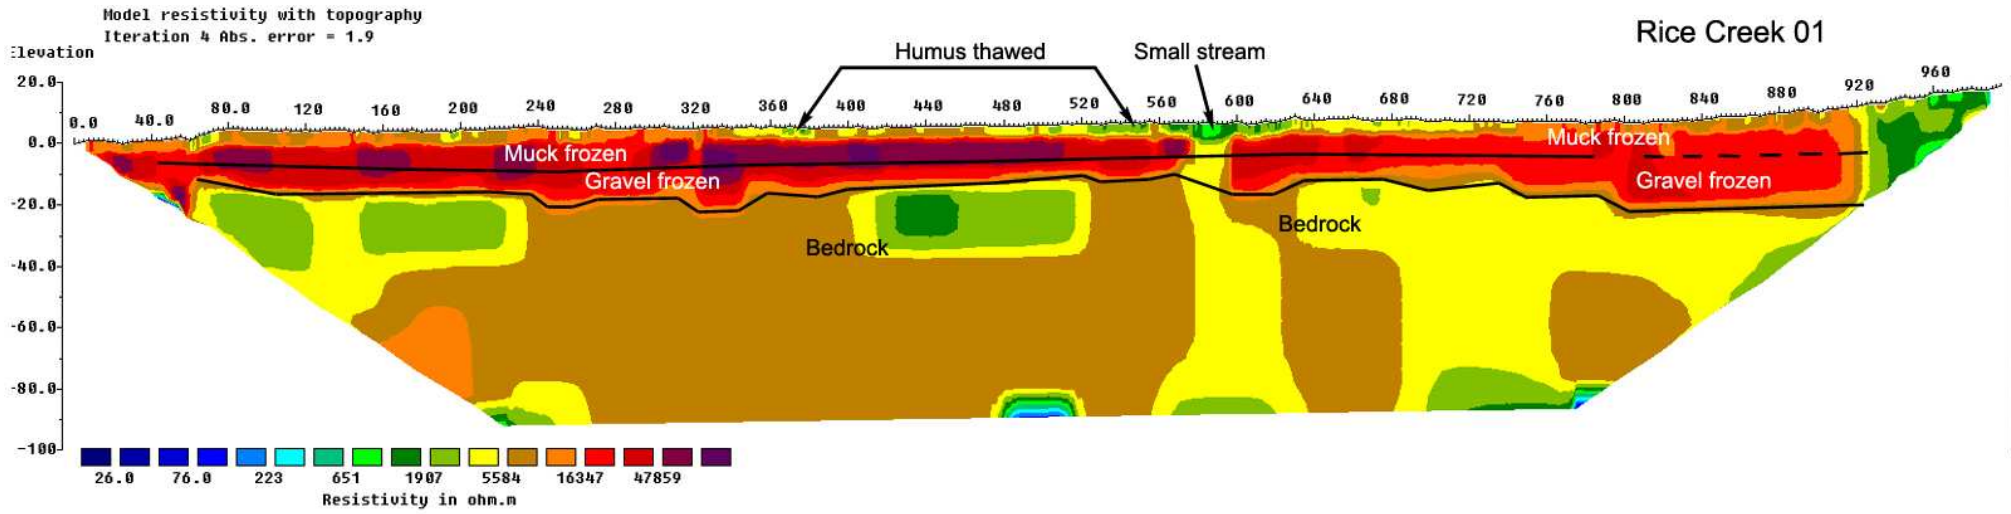 Model resistivity with topography
Iteration 4 Abs. error = 1.9
Rice Creek 01
Elevation
Humus thawed
Small stream
20.0
0.0
-20.0
-40.0
-60.0
-80.0
-100
0.0 40.0 80.0 120 160 200 240 280 320 360 400 440 480 520 560 600 640 680 720 760 800 840 880 920 960
Muck frozen
Muck frozen
Gravel frozen
Gravel frozen
Bedrock
Bedrock
26.0 76.0 223 651 1907 5584 16347 47859
Resistivity in ohm.m